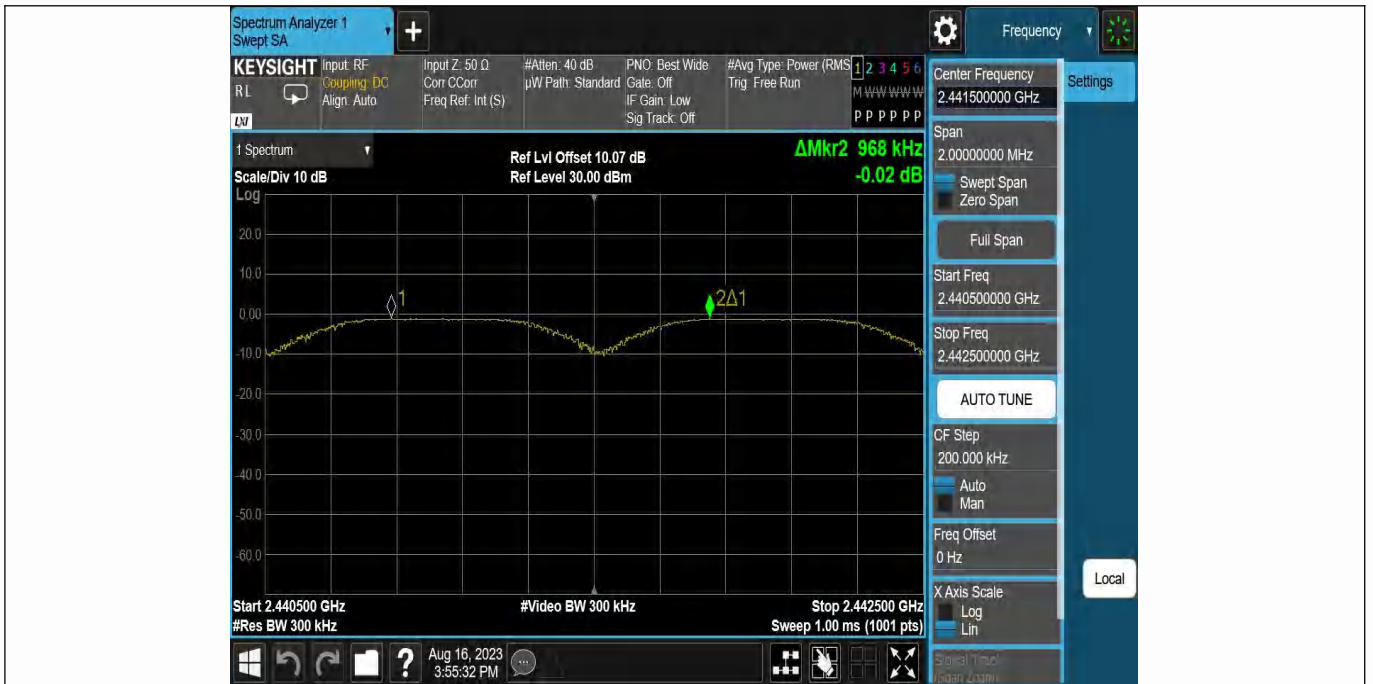 Spectrum Analyzer 1
Swept SA
+
Frequency
KEYSIGHT
RL
LXI
Input: RF
Coupling: DC
Align: Auto
Input Z: 50 Ω
Corr CCorr
Freq Ref: Int (S)
#Atten: 40 dB
µW Path: Standard
PNO: Best Wide
Gate: Off
IF Gain: Low
Sig Track: Off
#Avg Type: Power (RMS
Trig: Free Run
1 2 3 4 5 6
M W W W W W
P P P P P P
Center Frequency
2.441500000 GHz
Settings
1 Spectrum
Scale/Div 10 dB
Ref Lvl Offset 10.07 dB
Ref Level 30.00 dBm
ΔMkr2 968 kHz
-0.02 dB
Span
2.00000000 MHz
Swept Span
Zero Span
Full Span
Start Freq
2.440500000 GHz
Stop Freq
2.442500000 GHz
AUTO TUNE
CF Step
200.000 kHz
Auto
Man
Freq Offset
0 Hz
X Axis Scale
Log
Lin
Signal Track
(Span Zoom)
Local
Log
20.0
10.0
0.00
-10.0
-20.0
-30.0
-40.0
-50.0
-60.0
1
2Δ1
Start 2.440500 GHz
#Res BW 300 kHz
#Video BW 300 kHz
Stop 2.442500 GHz
Sweep 1.00 ms (1001 pts)
?
Aug 16, 2023
3:55:32 PM